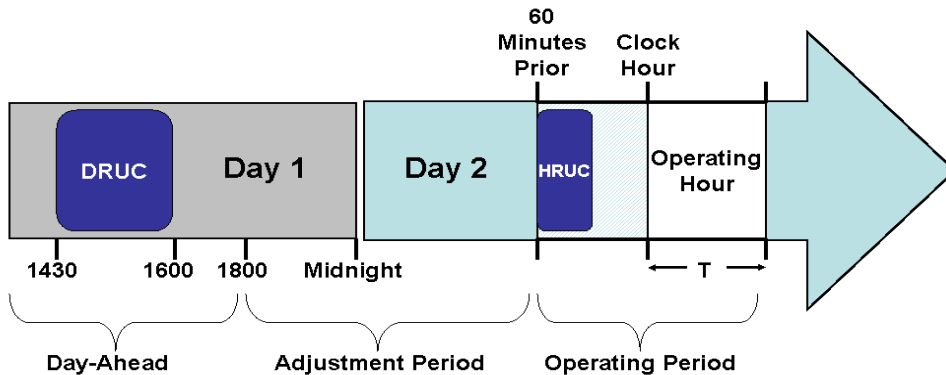 60
Minutes
Prior
Clock
Hour
DRUC
Day 1
Day 2
HRUC
Operating
Hour
1430
1600
1800
Midnight
T
Day-Ahead
Adjustment Period
Operating Period